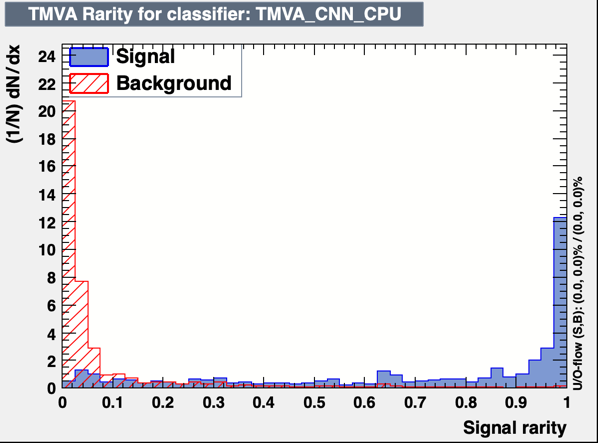 TMVA Rarity for classifier: TMVA_CNN_CPU
(1/N) dN/dx
Signal
Background
24
22
20
18
16
14
12
10
8
6
4
2
0
0 0.1 0.2 0.3 0.4 0.5 0.6 0.7 0.8 0.9 1
Signal rarity
U/O-flow (S,B): (0.0, 0.0)% / (0.0, 0.0)%